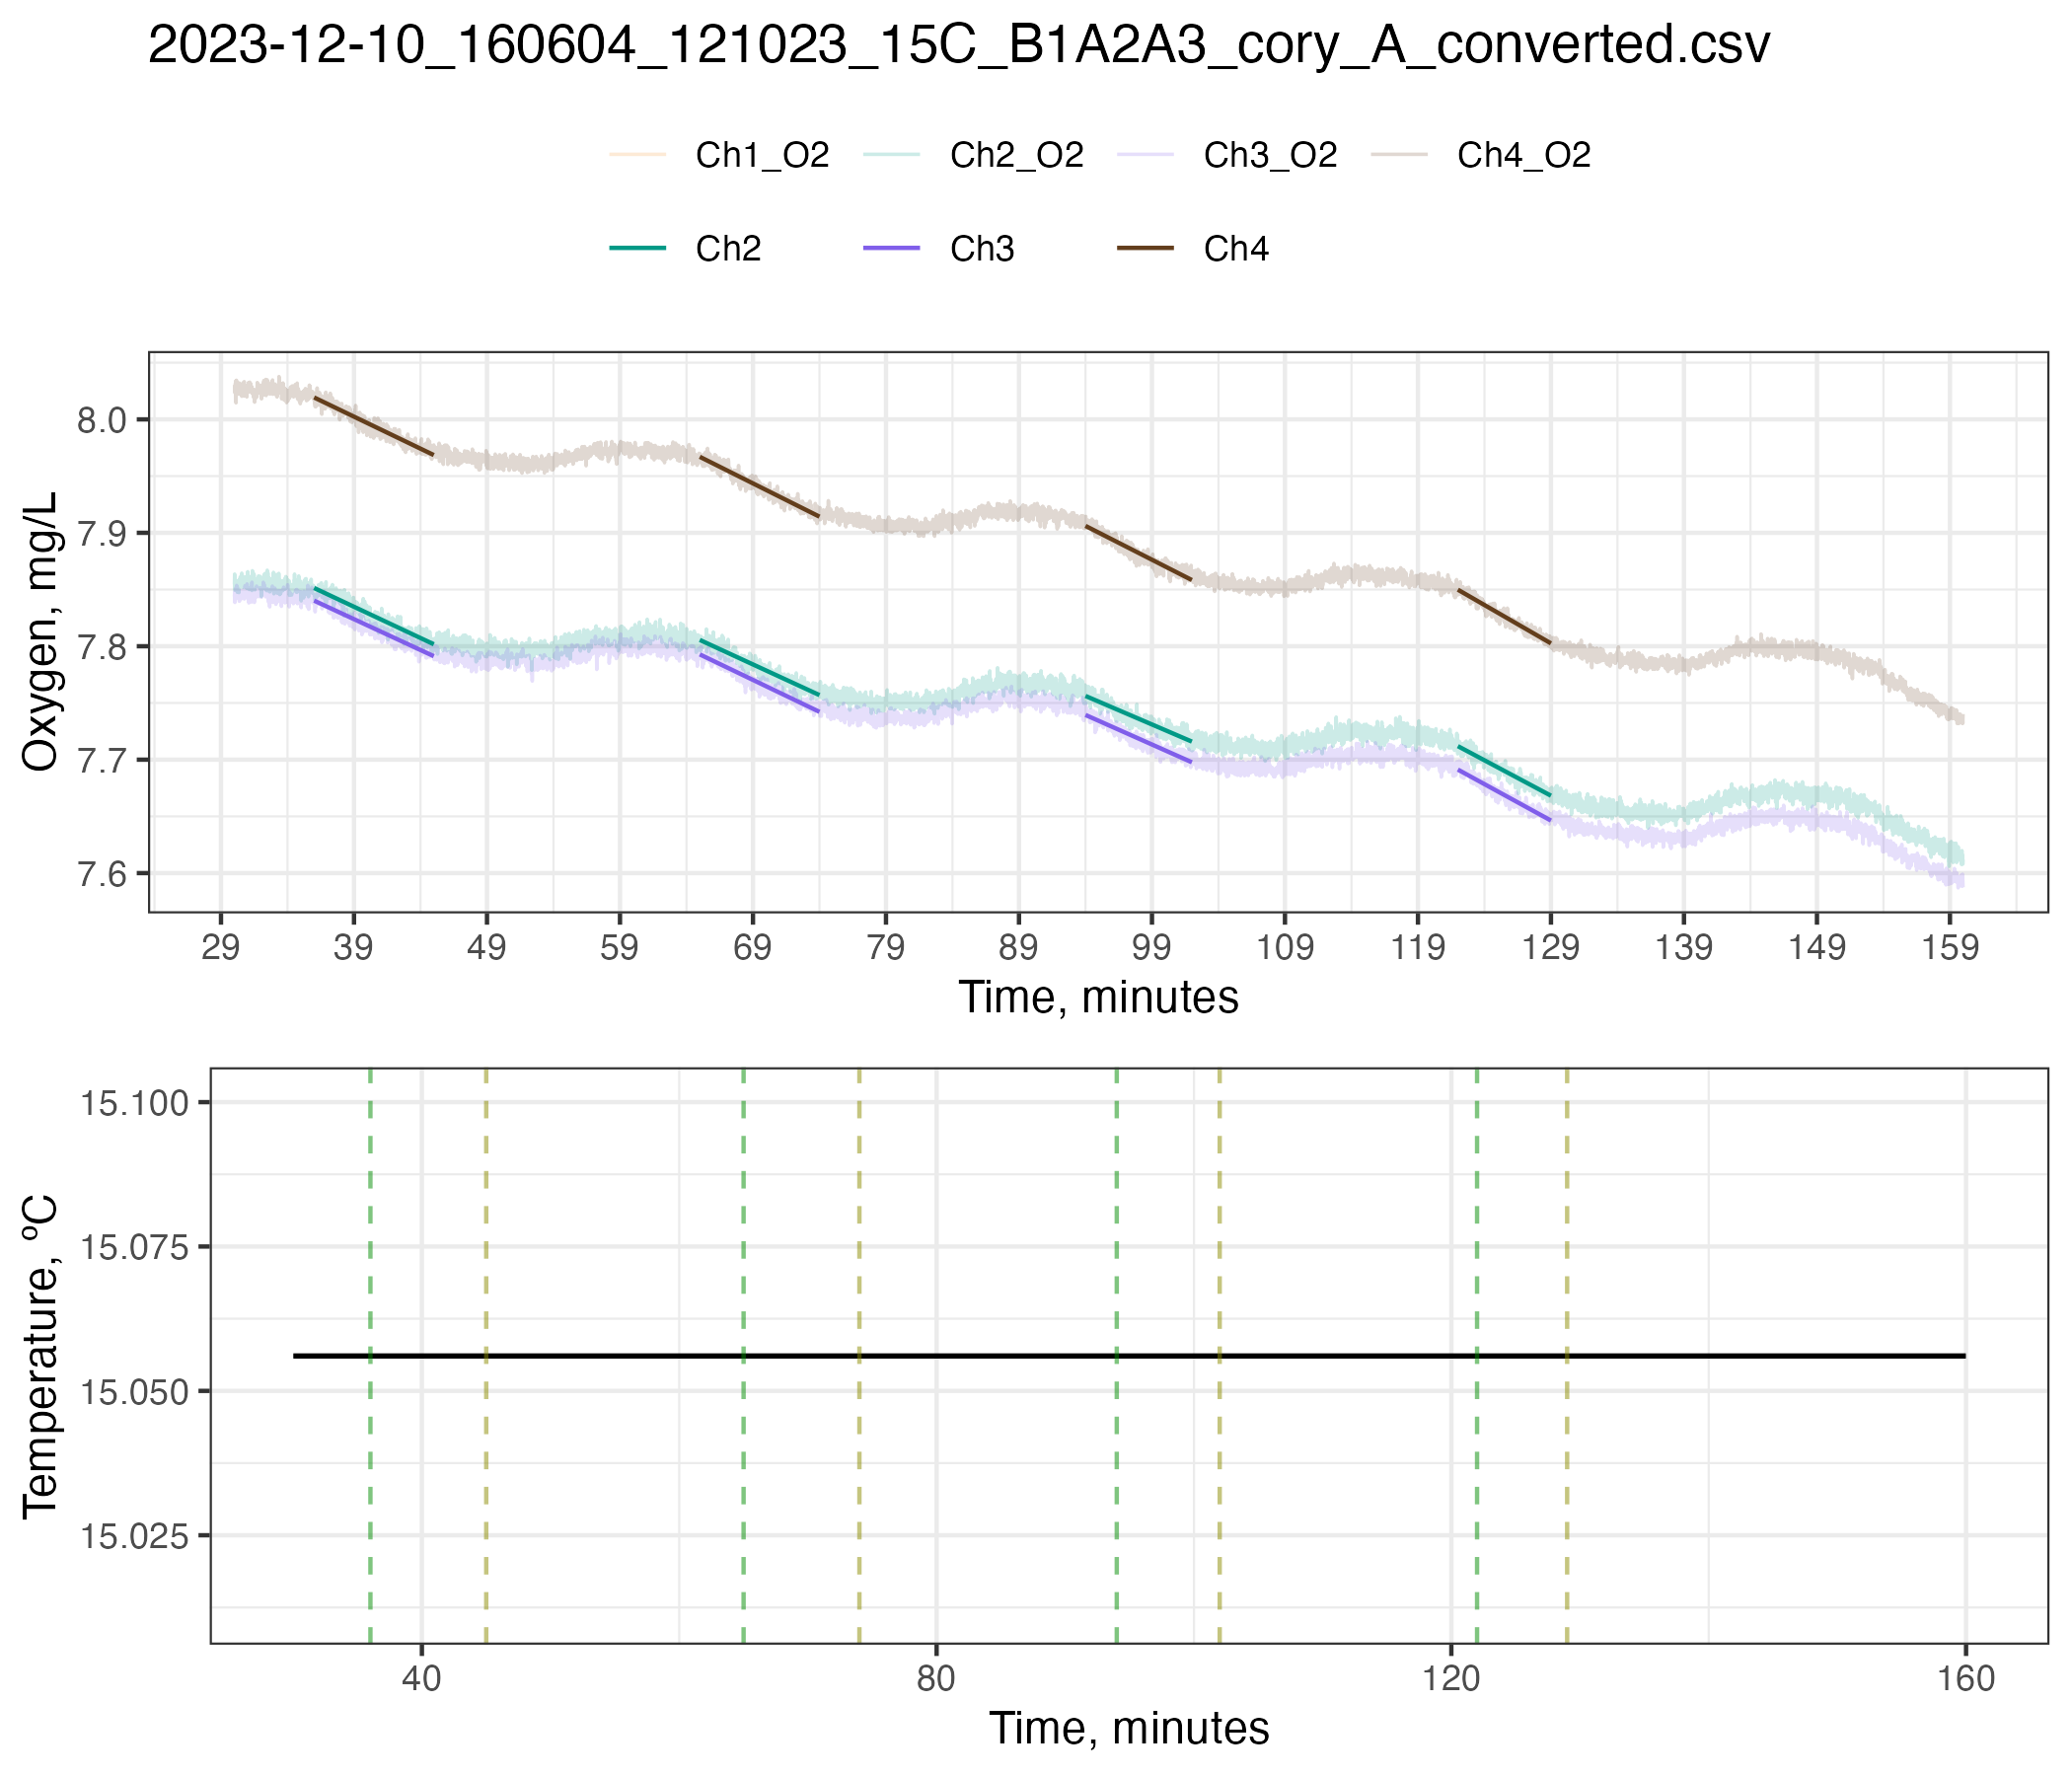 2023-12-10_160604_121023_15C_B1A2A3_cory_A_converted.csv
Ch1_O2 Ch2_O2 Ch3_O2 Ch4_O2
Ch2 Ch3 Ch4
Oxygen, mg/L
8.0
7.9
7.8
7.7
7.6
29 39 49 59 69 79 89 99 109 119 129 139 149 159
Time, minutes
Temperature, ºC
15.100
15.075
15.050
15.025
40 80 120 160
Time, minutes